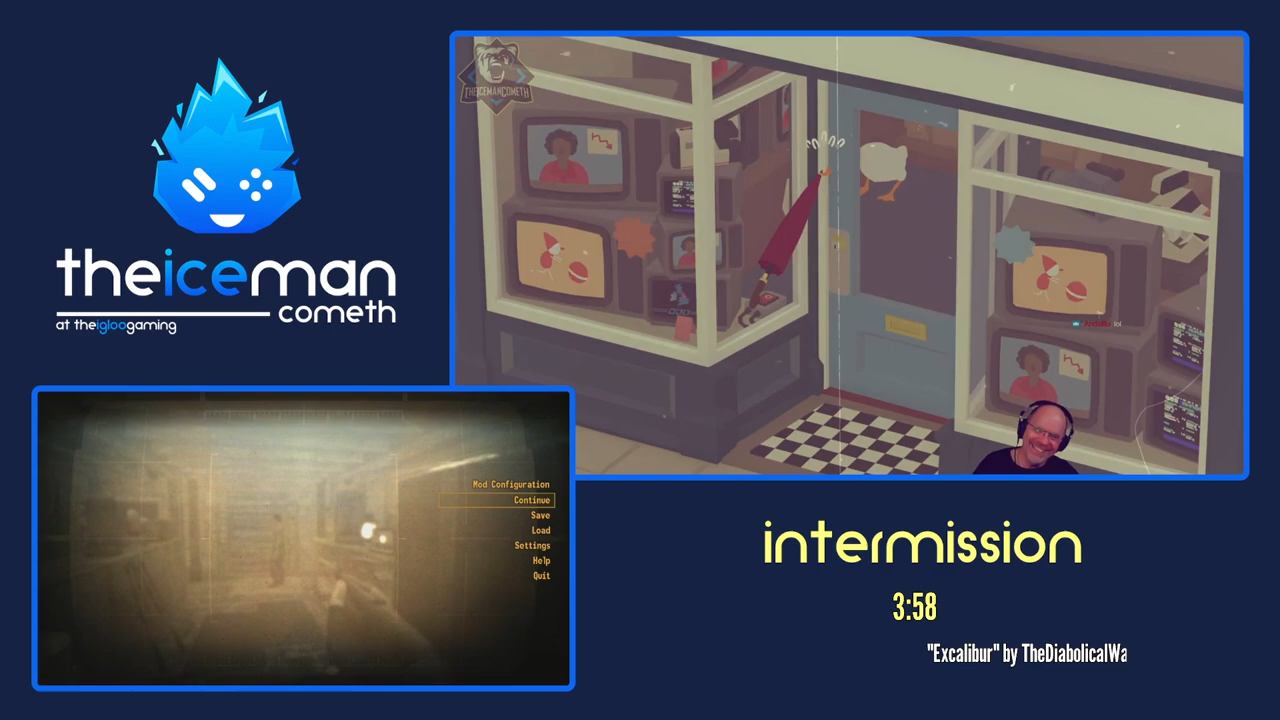 THEICEMANCOMETH
theiceman
cometh
at theigloogaming
lol
Mod Configuration
Continue
Save
Load
Settings
Help
Quit
intermission
3:58
"Excalibur" by TheDiabolicalWa